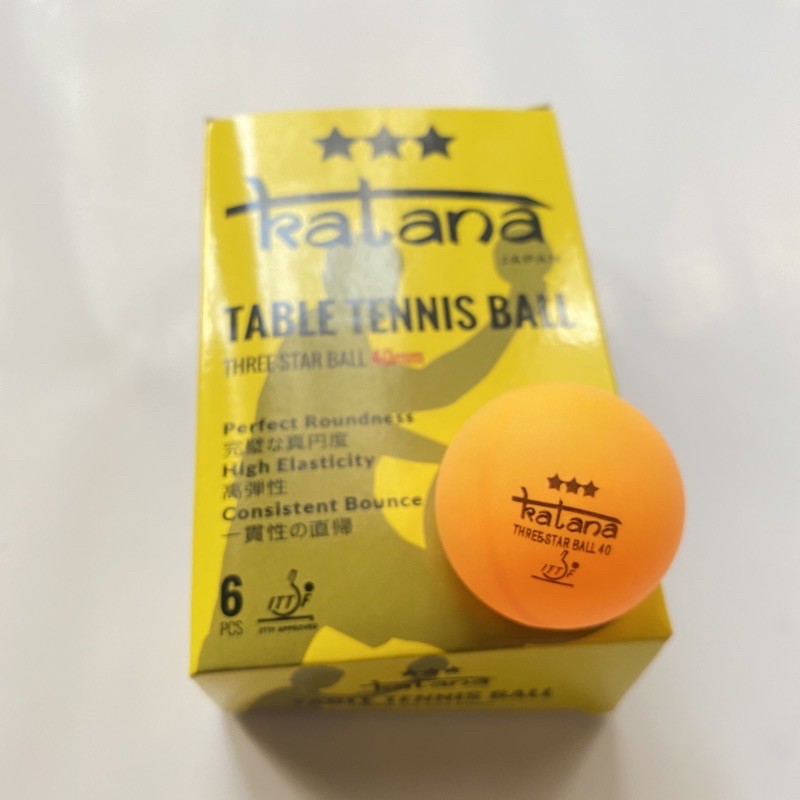 katana
JAPAN
TABLE TENNIS BALL
THREE-STAR BALL 40mm
Perfect Roundness
完璧な真円度
High Elasticity
高弾性
Consistent Bounce
一貫性の直帰
6
PCS
ITTF
ITTF APPROVED
katana
THREE-STAR BALL 40
ITTF
katana
TABLE TENNIS BALL